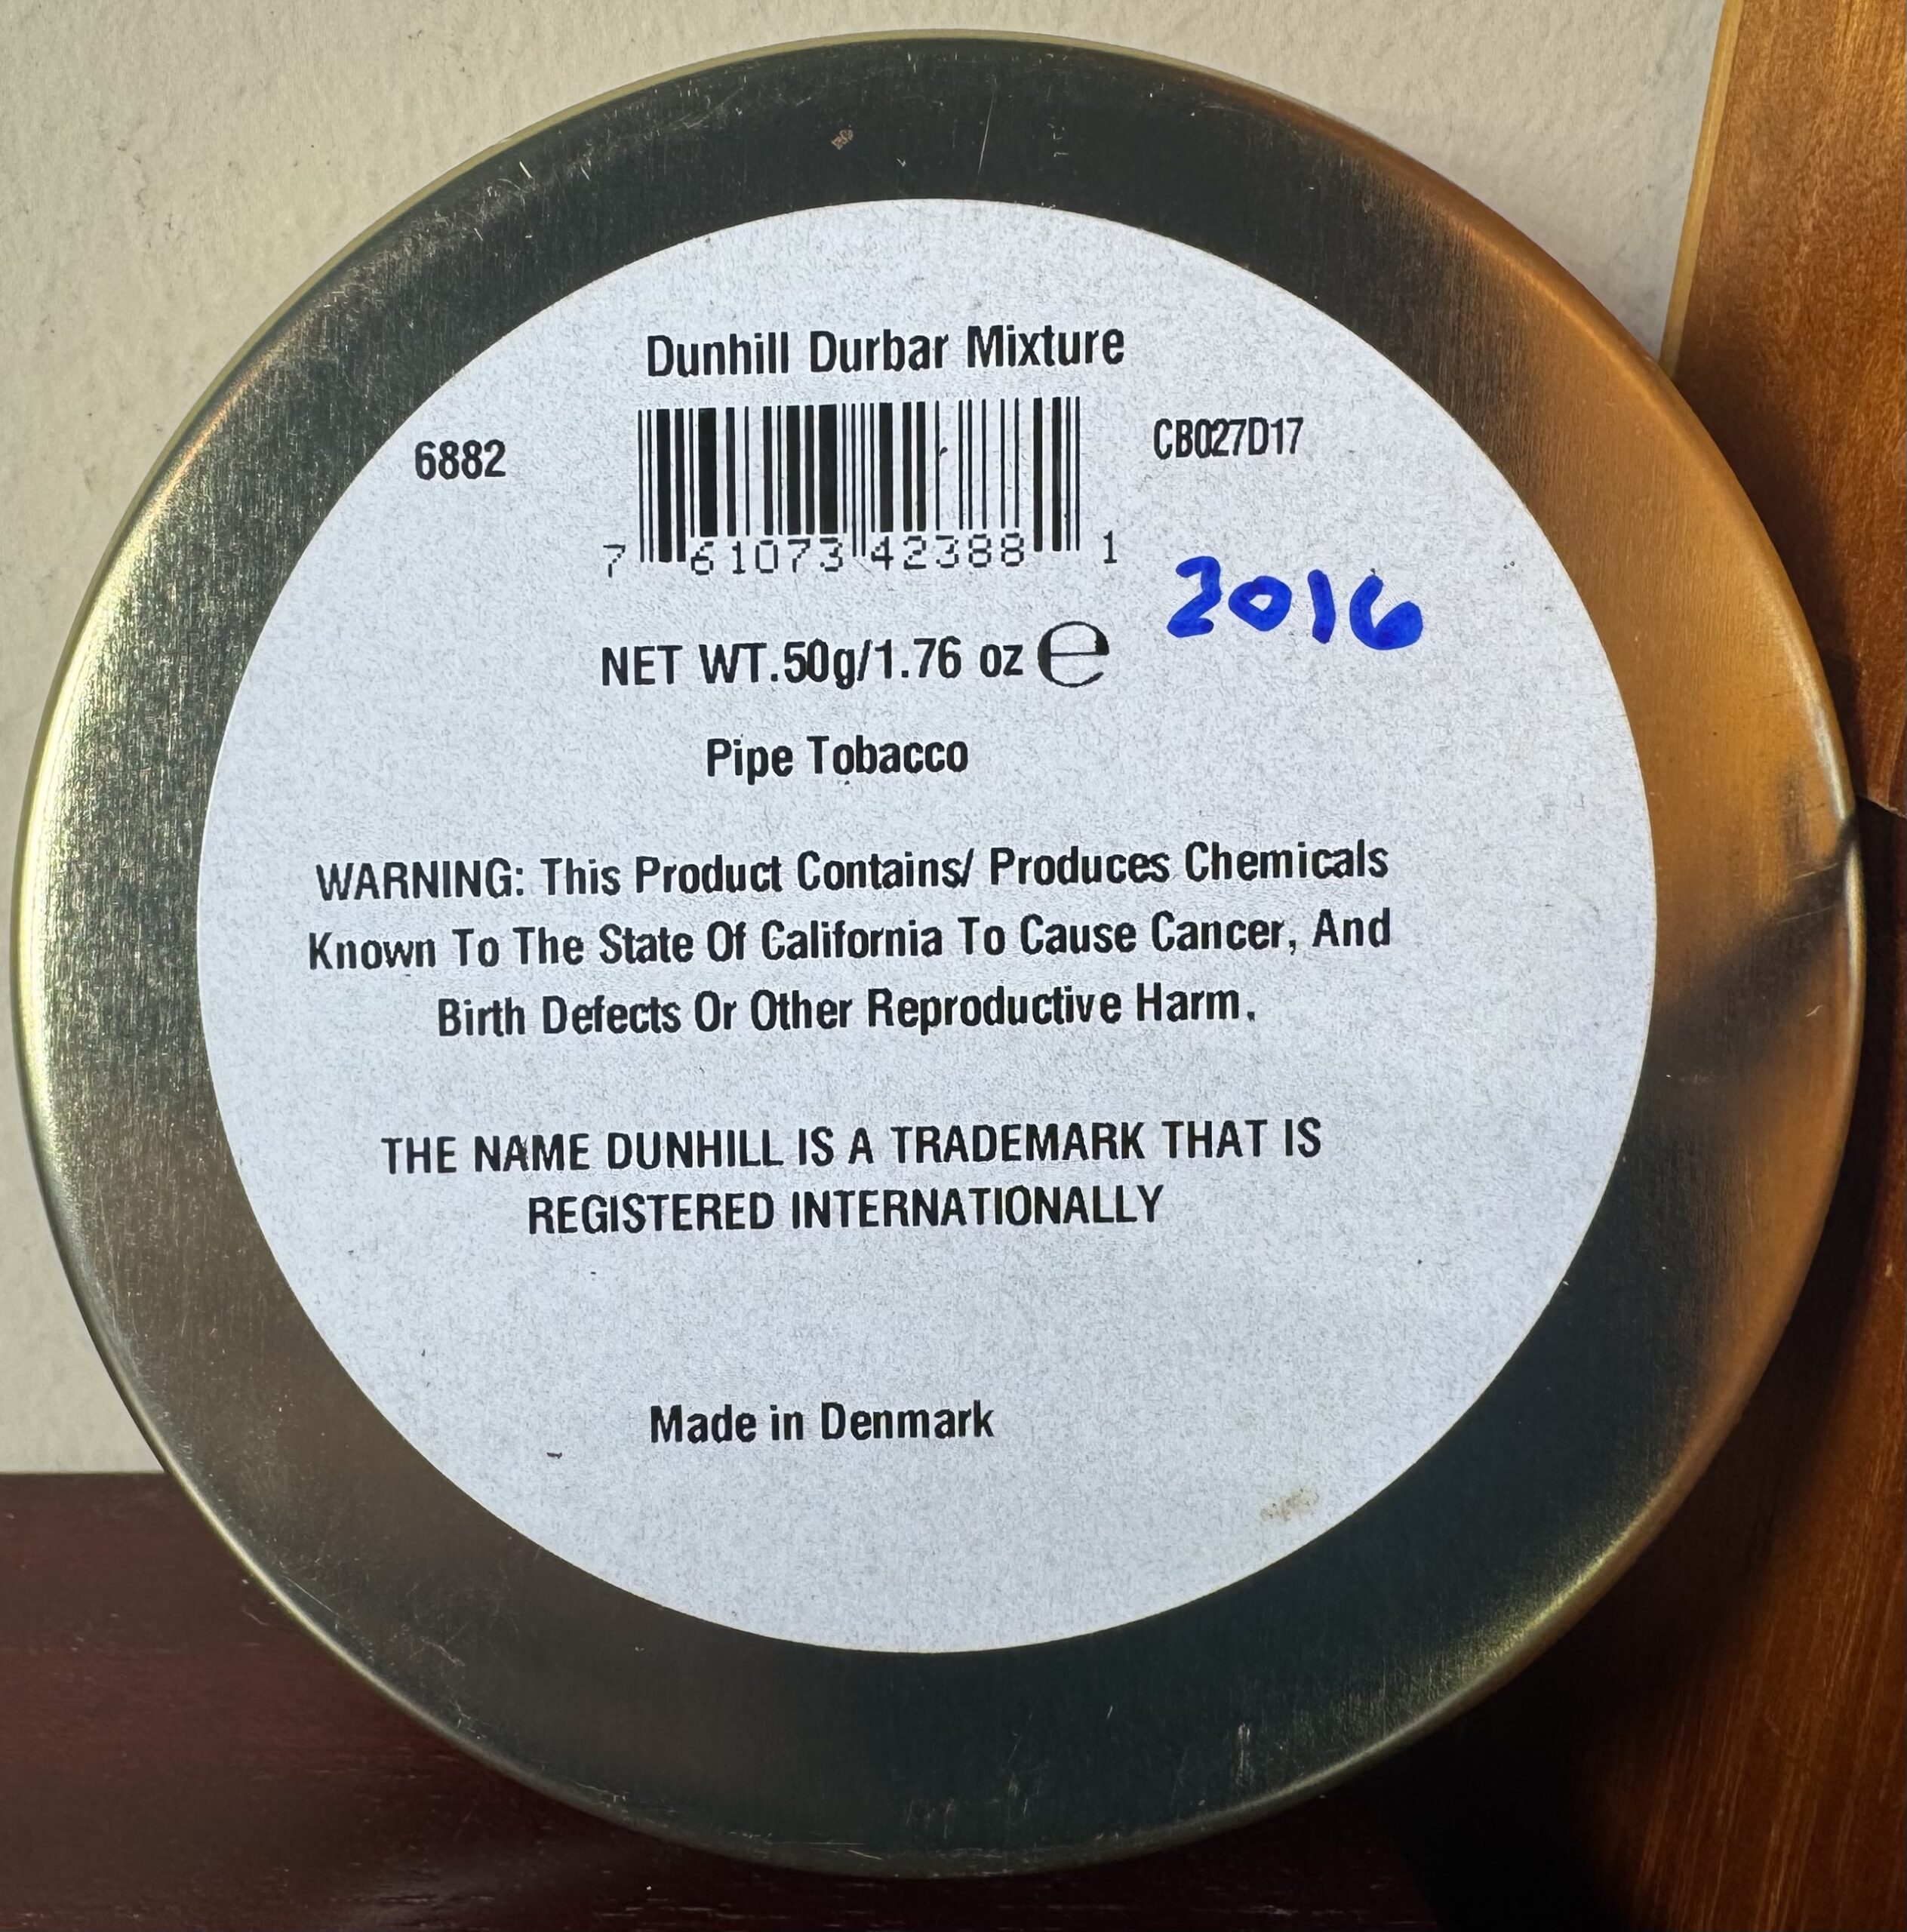 Dunhill Durbar Mixture
6882
CB027D17
7 61073 42388 1
2016
NET WT.50g/1.76 oz e
Pipe Tobacco
WARNING: This Product Contains/ Produces Chemicals
Known To The State Of California To Cause Cancer, And
Birth Defects Or Other Reproductive Harm.
THE NAME DUNHILL IS A TRADEMARK THAT IS
REGISTERED INTERNATIONALLY
Made in Denmark